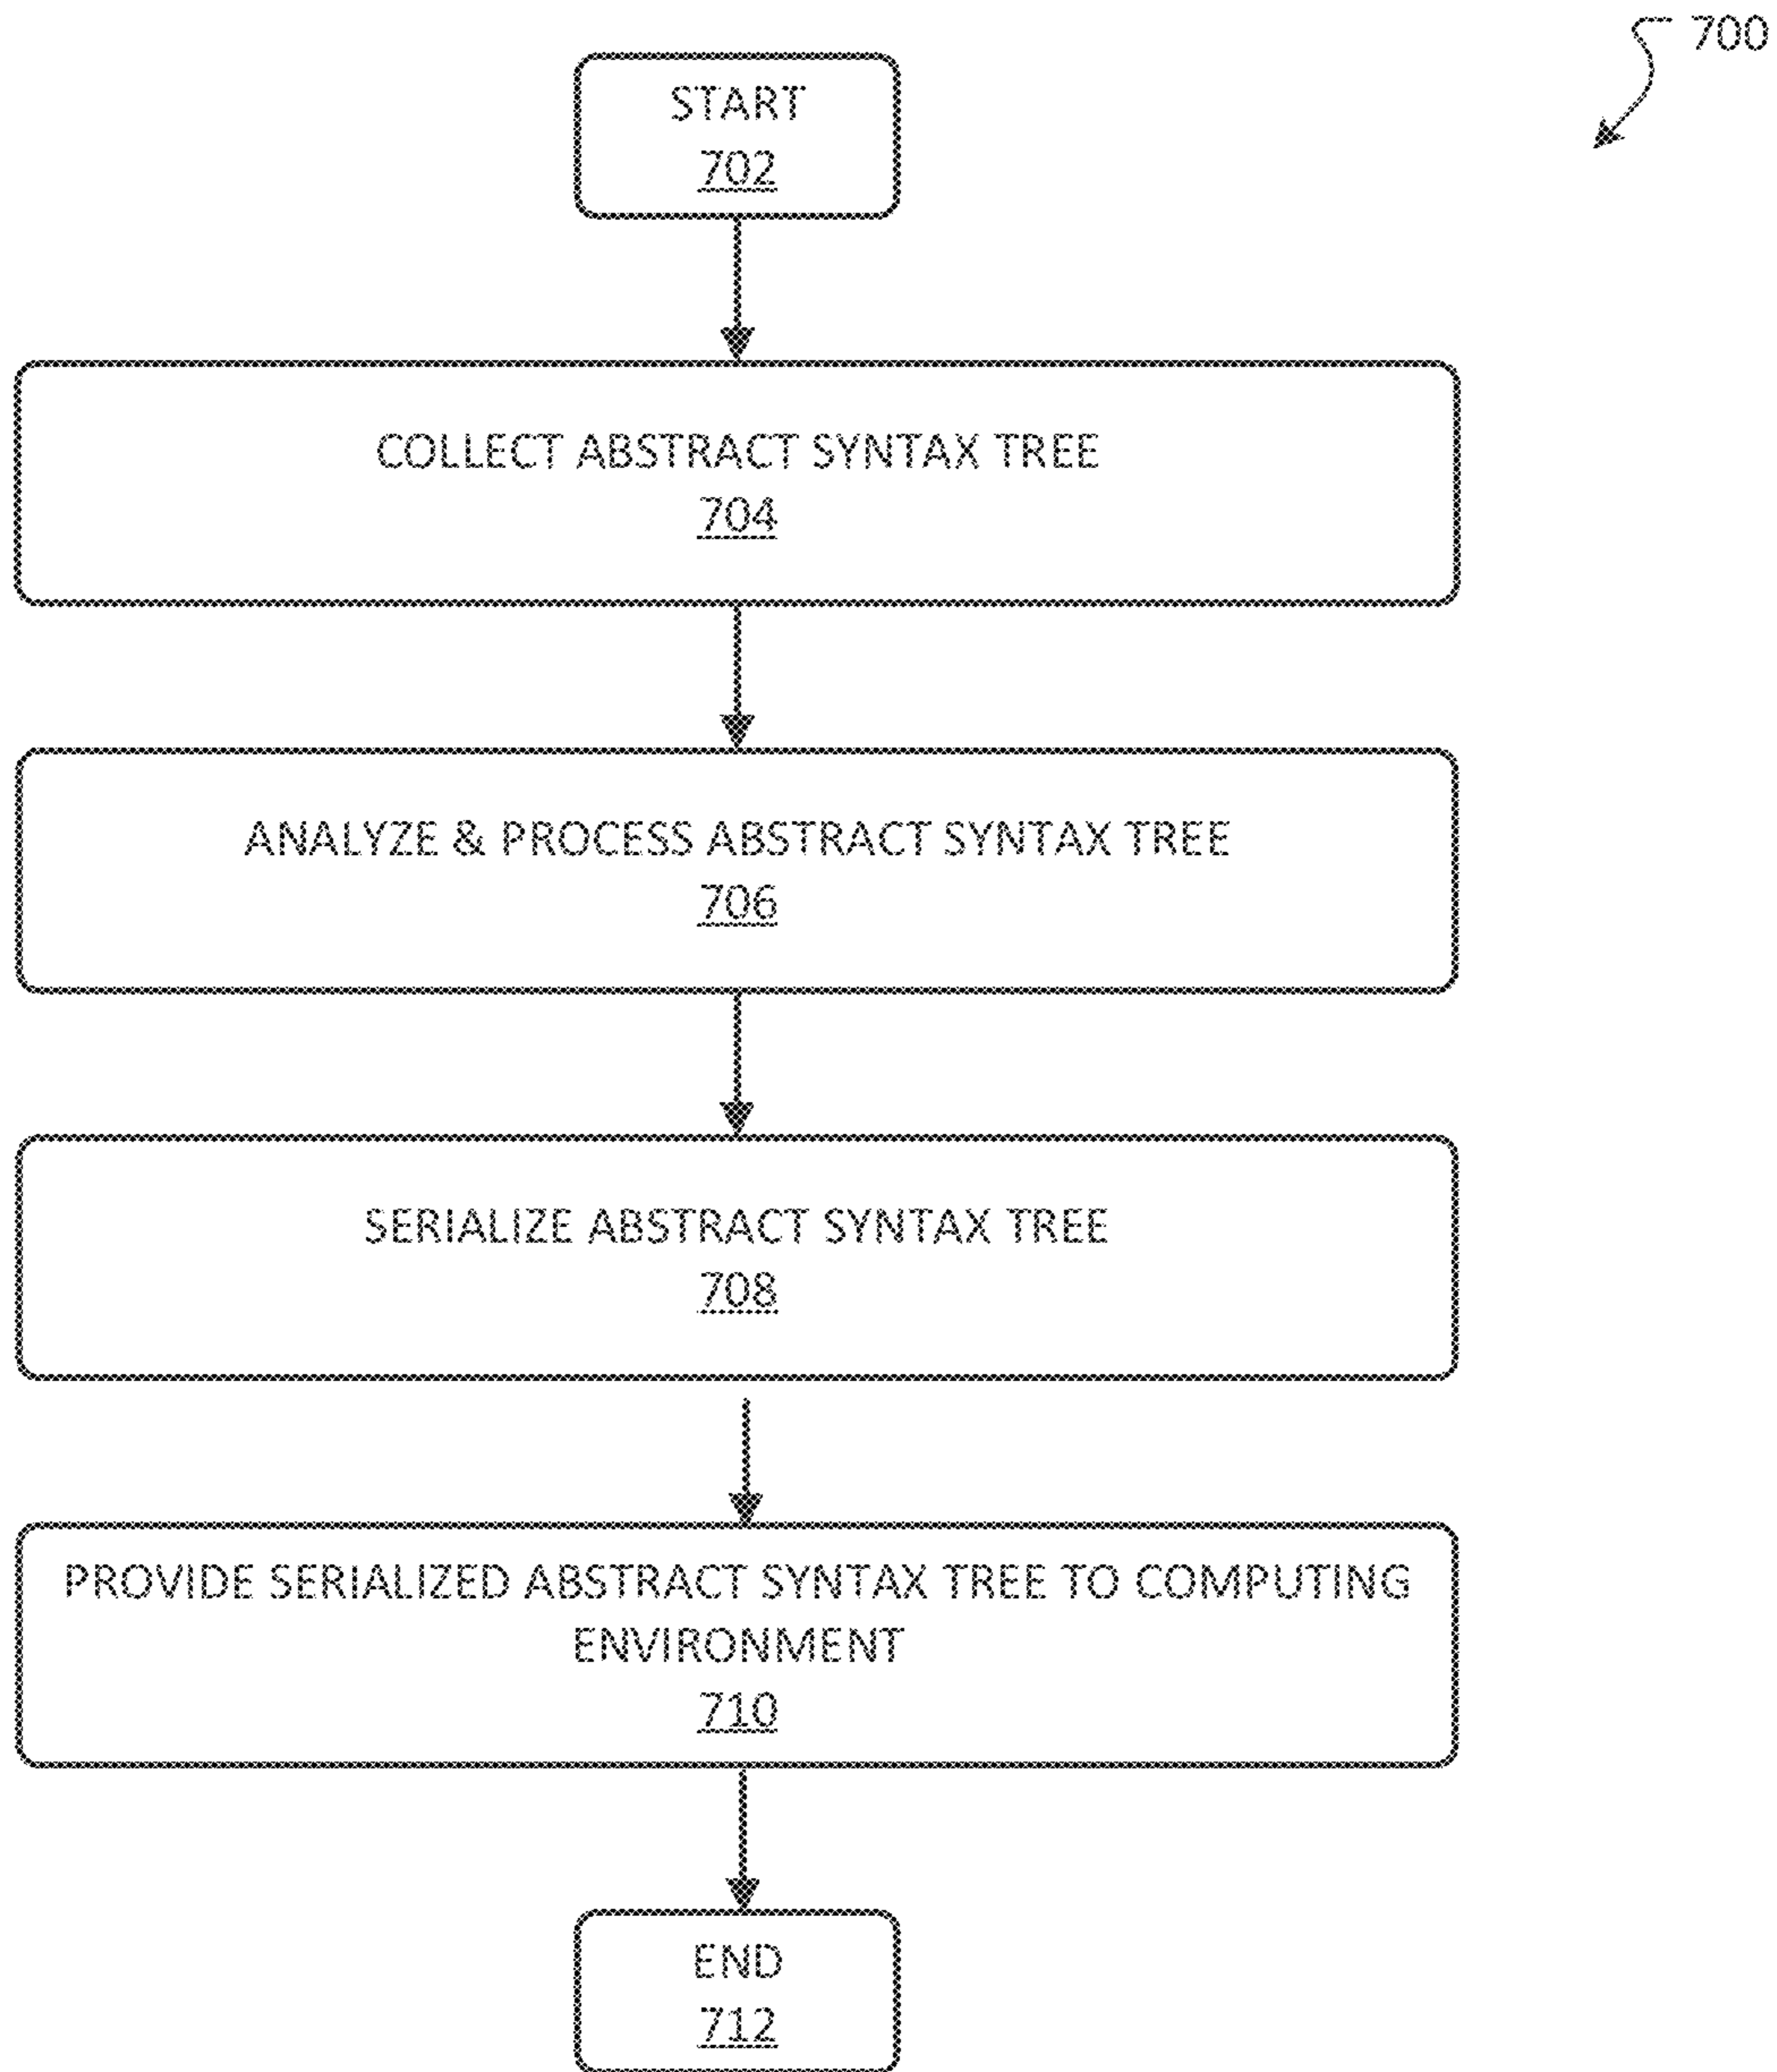 700
START
702
COLLECT ABSTRACT SYNTAX TREE
704
ANALYZE & PROCESS ABSTRACT SYNTAX TREE
706
SERIALIZE ABSTRACT SYNTAX TREE
708
PROVIDE SERIALIZED ABSTRACT SYNTAX TREE TO COMPUTING
ENVIRONMENT
710
END
712